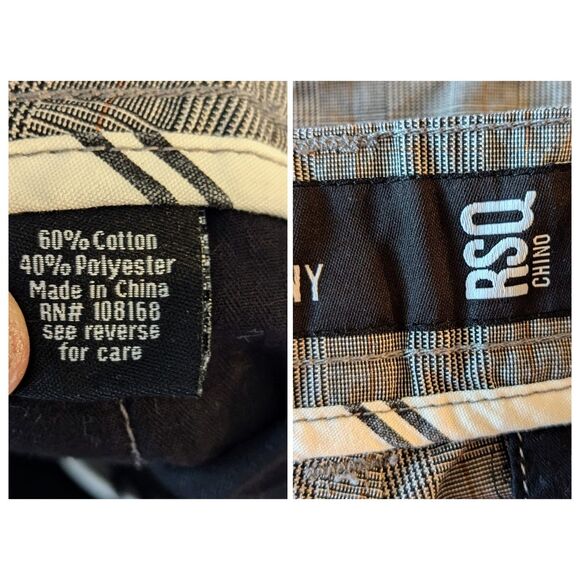 60% Cotton
40% Polyester
Made in China
RN# 108168
see reverse
for care
NY
RSQ
CHINO